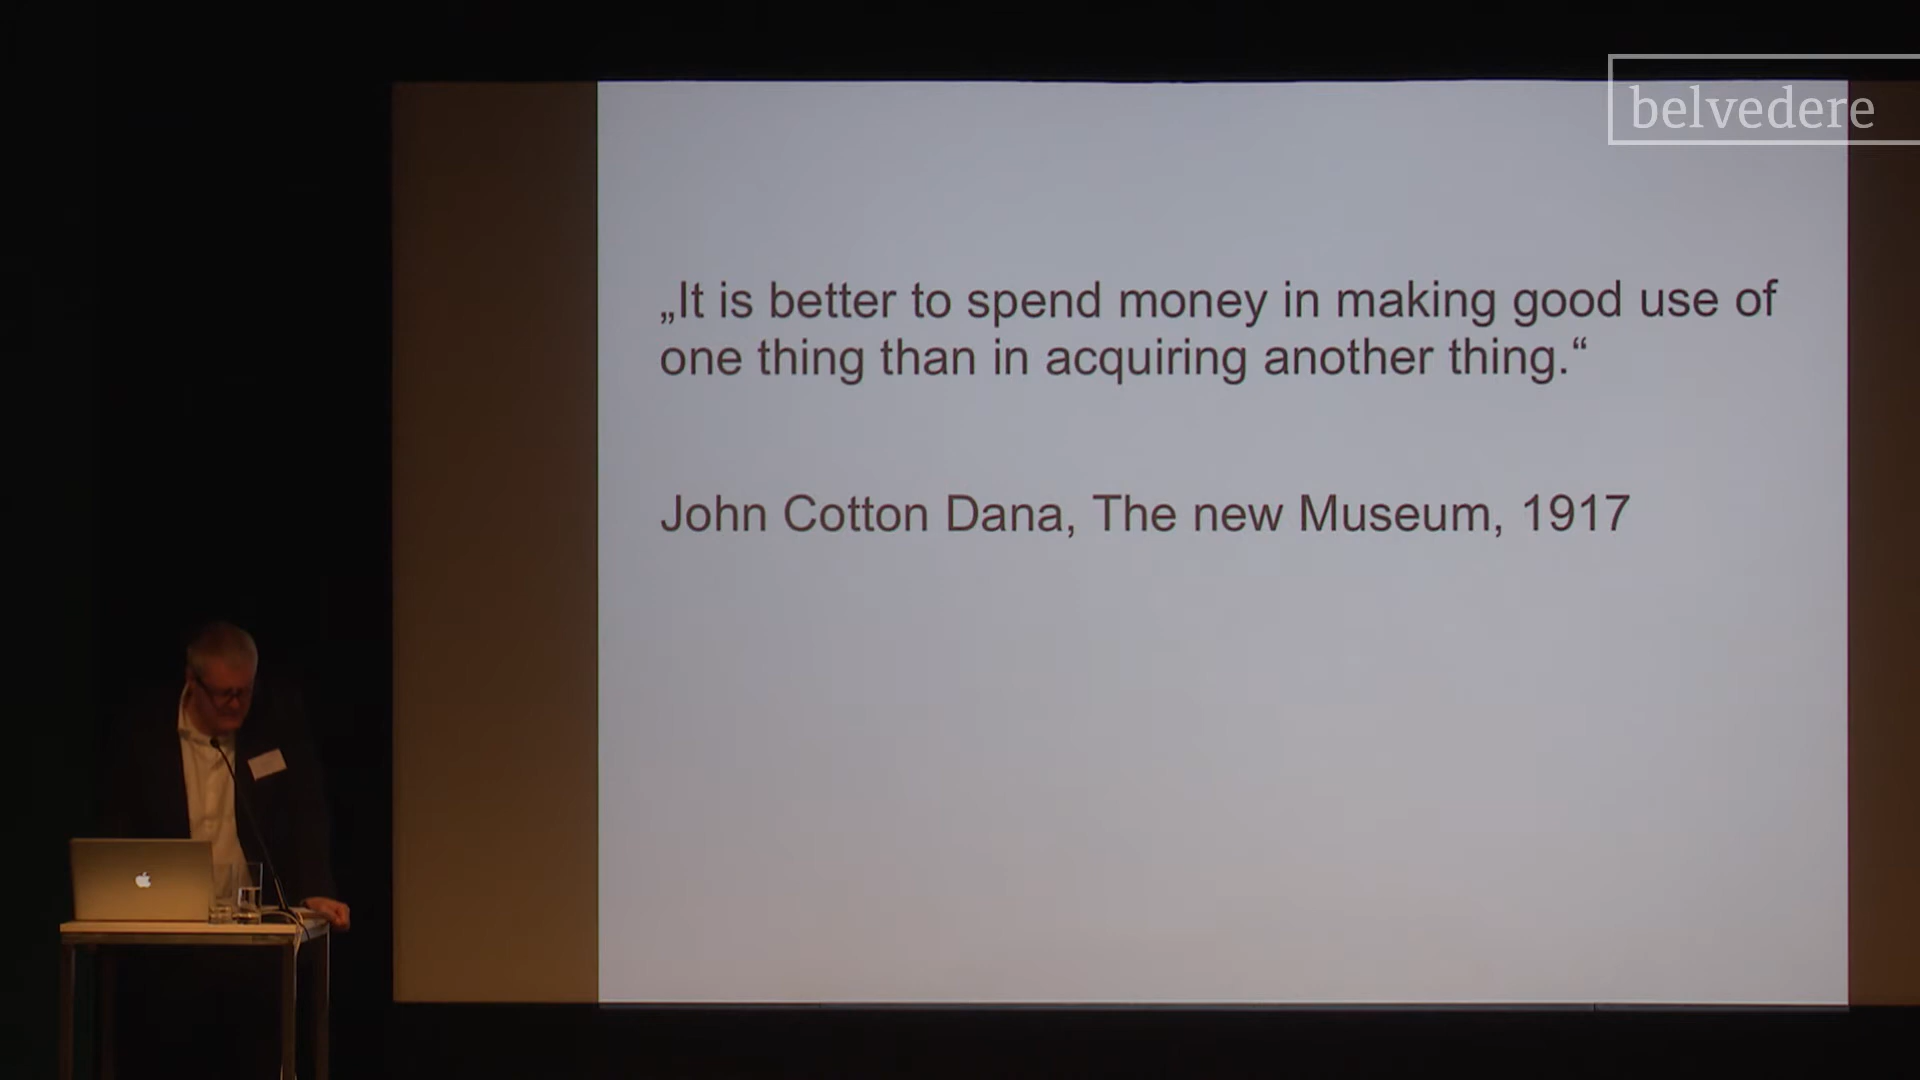 belvedere
„It is better to spend money in making good use of
one thing than in acquiring another thing.“
John Cotton Dana, The new Museum, 1917